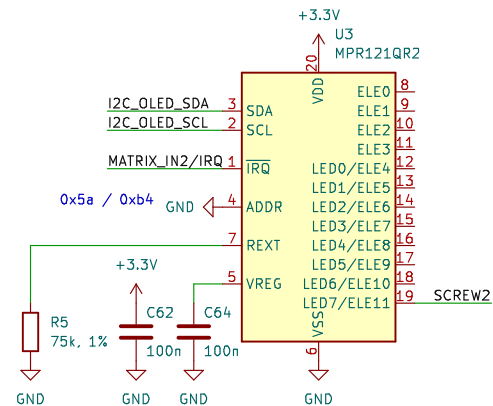 +3.3V
U3
MPR121QR2
20
VDD
I2C_OLED_SDA 3 SDA
I2C_OLED_SCL 2 SCL
MATRIX_IN2/IRQ 1 IRQ
0x5a / 0xb4 GND 4 ADDR
7 REXT
5 VREG
ELE0 8
ELE1 9
ELE2 10
ELE3 11
LED0/ELE4 12
LED1/ELE5 13
LED2/ELE6 14
LED3/ELE7 15
LED4/ELE8 16
LED5/ELE9 17
LED6/ELE10 18
LED7/ELE11 19 SCREW2
VSS
6
GND
+3.3V
R5
75k, 1%
GND
C62
100n
GND
C64
100n
GND